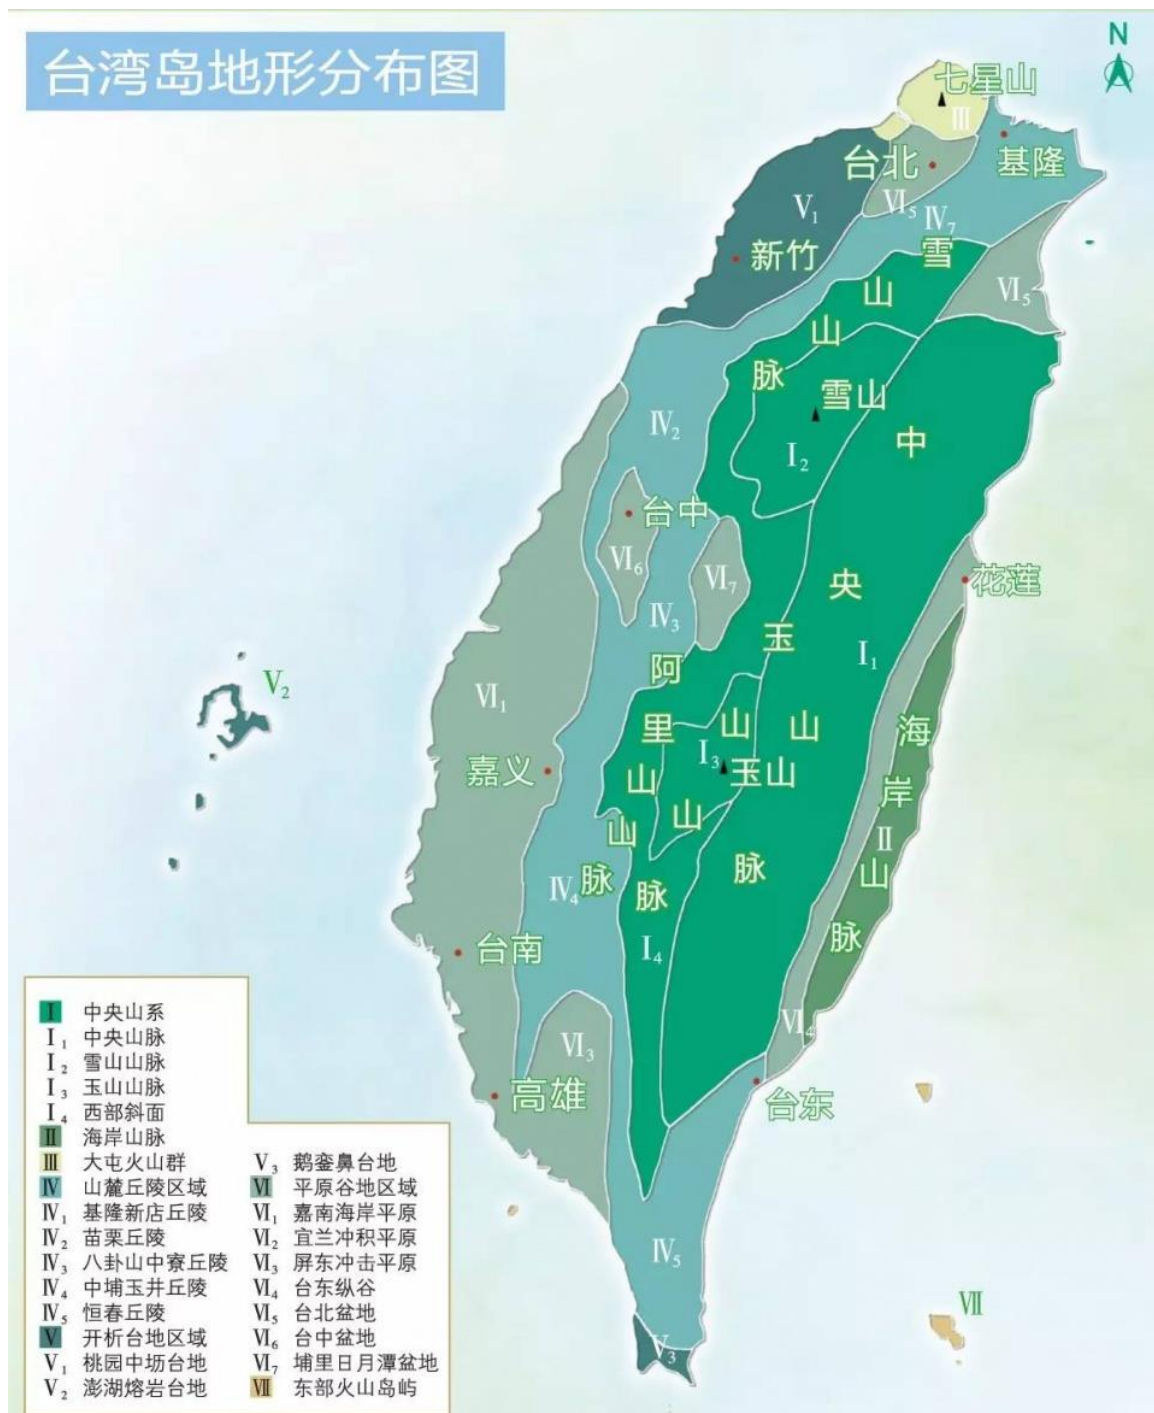 台湾岛地形分布图
N
七星山
Ⅲ
基隆
台北
Ⅵ5
Ⅴ1
Ⅳ7
新竹
雪山山脉
Ⅵ5
雪山
Ⅳ2
Ⅰ2
中央山脉
台中
Ⅵ6
Ⅵ7
花莲
Ⅳ3
Ⅰ1
玉山山脉
阿里山山脉
Ⅴ2
Ⅵ1
Ⅰ3
玉山
海岸山脉
嘉义
Ⅱ
Ⅳ4
台南
Ⅰ4
Ⅵ4
Ⅵ3
高雄
台东
Ⅳ5
Ⅶ
Ⅴ3
Ⅰ 中央山系
Ⅰ1 中央山脉
Ⅰ2 雪山山脉
Ⅰ3 玉山山脉
Ⅰ4 西部斜面
Ⅱ 海岸山脉
Ⅲ 大屯火山群
Ⅳ 山麓丘陵区域
Ⅳ1 基隆新店丘陵
Ⅳ2 苗栗丘陵
Ⅳ3 八卦山中寮丘陵
Ⅳ4 中埔玉井丘陵
Ⅳ5 恒春丘陵
Ⅴ 开析台地区域
Ⅴ1 桃园中坜台地
Ⅴ2 澎湖熔岩台地
Ⅴ3 鹅銮鼻台地
Ⅵ 平原谷地区域
Ⅵ1 嘉南海岸平原
Ⅵ2 宜兰冲积平原
Ⅵ3 屏东冲击平原
Ⅵ4 台东纵谷
Ⅵ5 台北盆地
Ⅵ6 台中盆地
Ⅵ7 埔里日月潭盆地
Ⅶ 东部火山岛屿